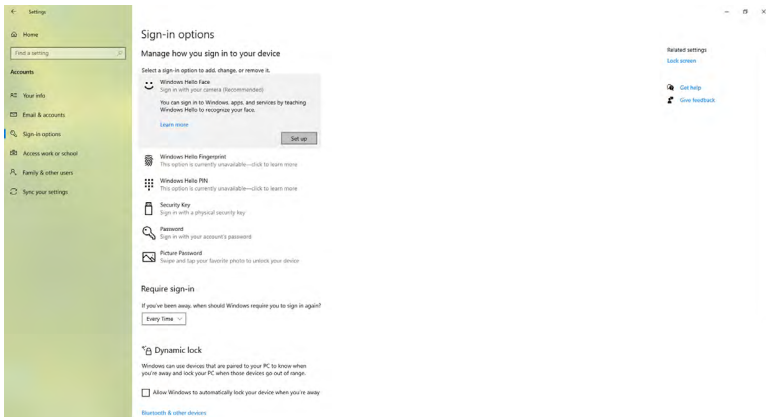 Settings
Home
Find a setting
Accounts
Your info
Email & accounts
Sign-in options
Access work or school
Family & other users
Sync your settings
Sign-in options
Manage how you sign in to your device
Select a sign-in option to add, change, or remove it.
Windows Hello Face
Sign in with your camera (Recommended)
You can sign in to Windows, apps, and services by teaching
Windows Hello to recognize your face.
Learn more
Set up
Windows Hello Fingerprint
This option is currently unavailable—click to learn more
Windows Hello PIN
This option is currently unavailable—click to learn more
Security Key
Sign in with a physical security key
Password
Sign in with your account's password
Picture Password
Swipe and tap your favorite photo to unlock your device
Require sign-in
If you've been away, when should Windows require you to sign in again?
Every Time
Dynamic lock
Windows can use devices that are paired to your PC to know when
you're away and lock your PC when those devices go out of range.
Allow Windows to automatically lock your device when you're away
Bluetooth & other devices
Related settings
Lock screen
Get help
Give feedback